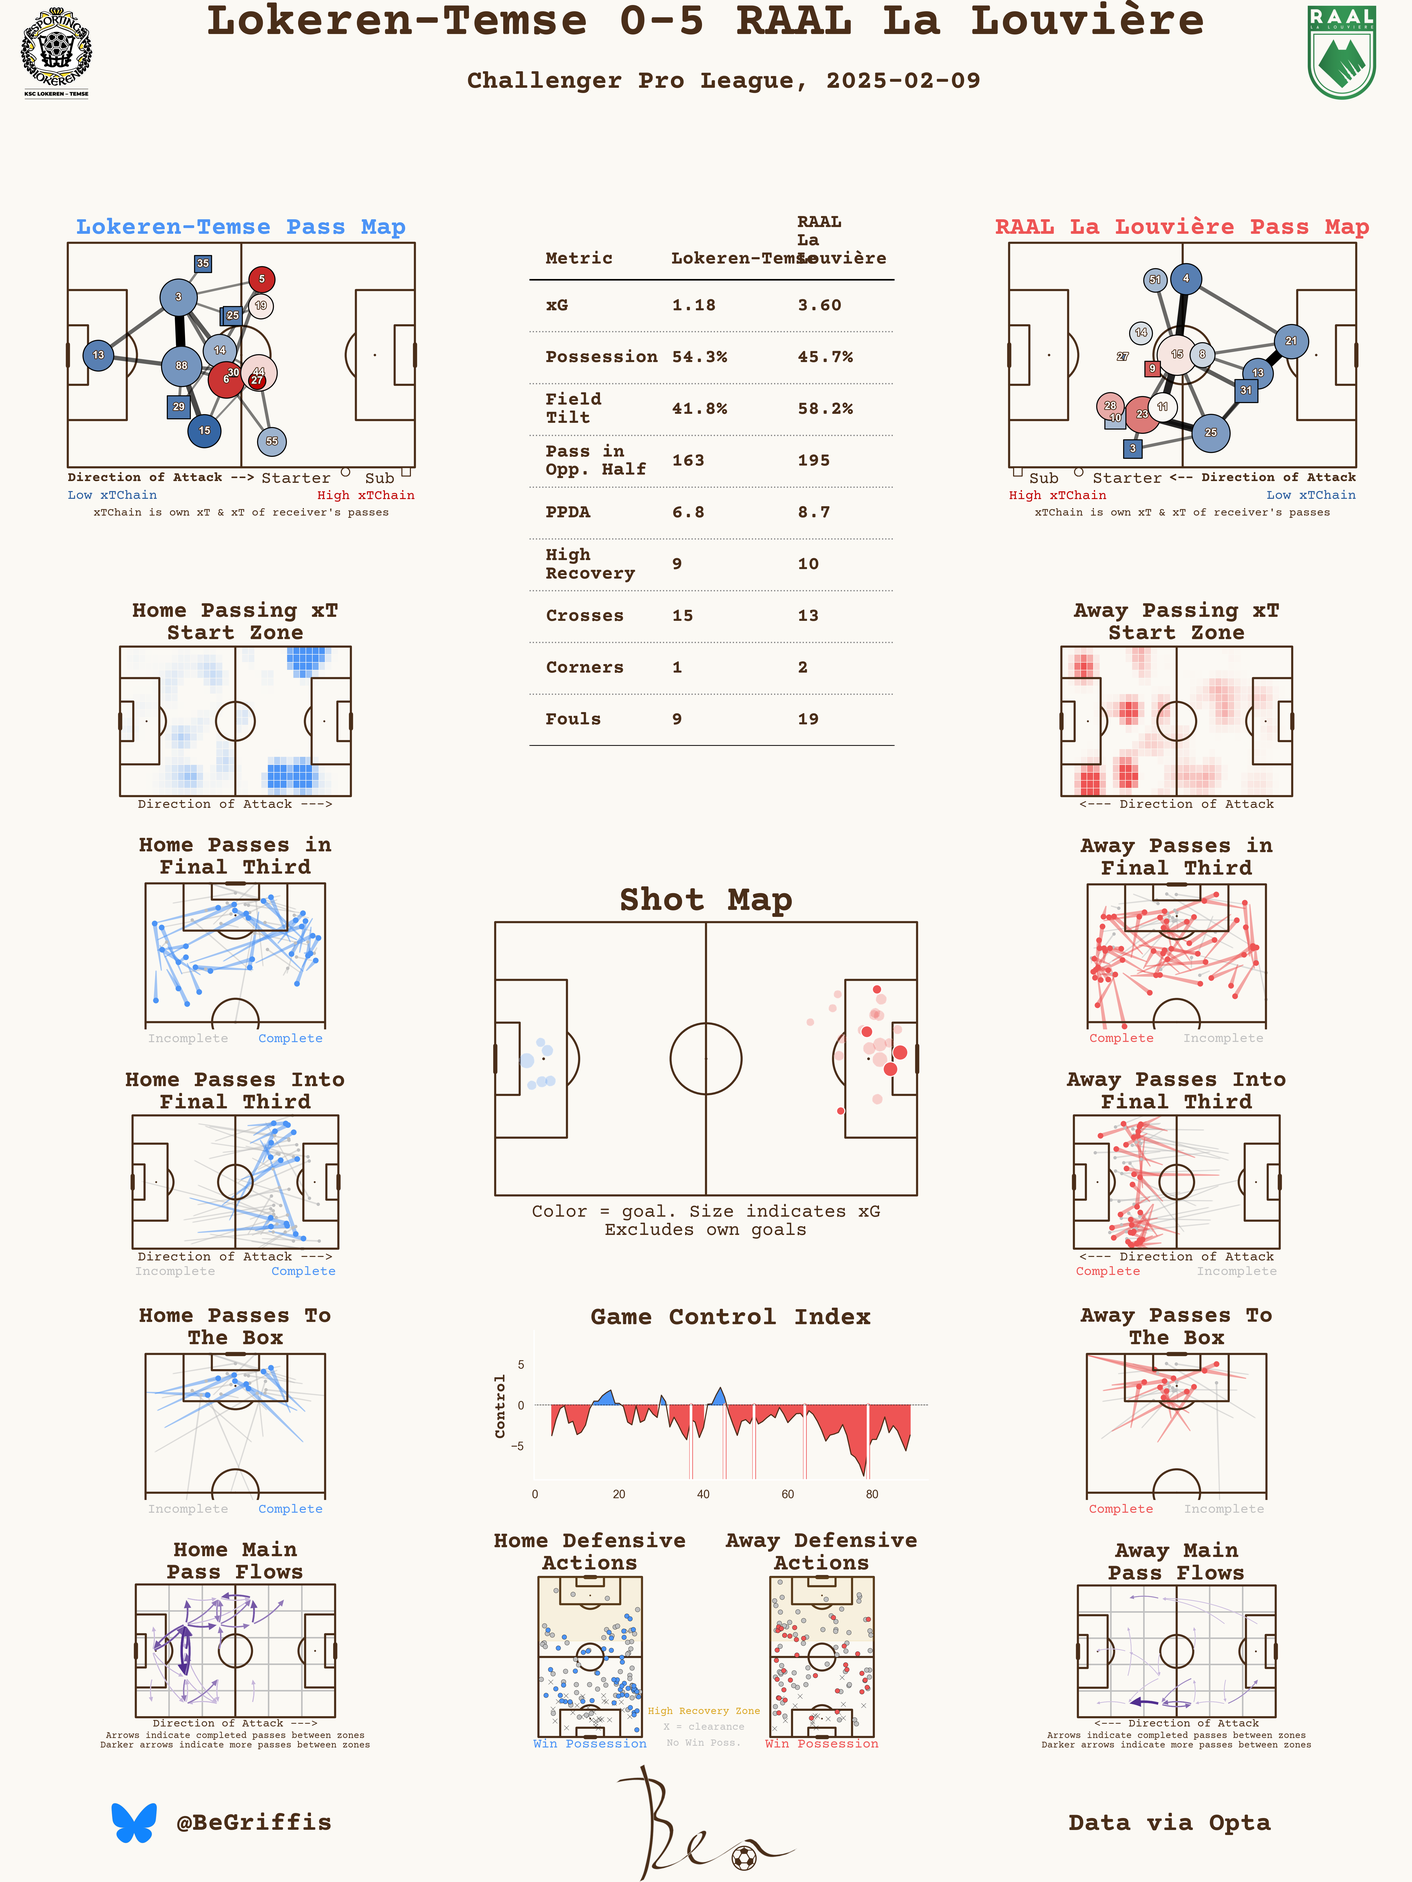 Lokeren-Temse 0-5 RAAL La Louvière
Challenger Pro League, 2025-02-09
SPORTING
LOKEREN
KSC LOKEREN - TEMSE
RAAL
LA LOUVIÈRE
Lokeren-Temse Pass Map
35
5
3
19
25
14
13
88
30
44
6
27
29
15
55
Direction of Attack --> Starter Sub
Low xTChain High xTChain
xTChain is own xT & xT of receiver's passes
Metric Lokeren-Temse RAAL
La
Louvière
xG 1.18 3.60
Possession 54.3% 45.7%
Field
Tilt 41.8% 58.2%
Pass in
Opp. Half 163 195
PPDA 6.8 8.7
High
Recovery 9 10
Crosses 15 13
Corners 1 2
Fouls 9 19
RAAL La Louvière Pass Map
51
4
14
27
15
8
21
9
13
31
28
10
23
11
25
3
Sub Starter <-- Direction of Attack
High xTChain Low xTChain
xTChain is own xT & xT of receiver's passes
Home Passing xT
Start Zone
Direction of Attack --->
Away Passing xT
Start Zone
<--- Direction of Attack
Home Passes in
Final Third
Incomplete Complete
Away Passes in
Final Third
Complete Incomplete
Shot Map
Color = goal. Size indicates xG
Excludes own goals
Home Passes Into
Final Third
Direction of Attack --->
Incomplete Complete
Away Passes Into
Final Third
<--- Direction of Attack
Complete Incomplete
Home Passes To
The Box
Incomplete Complete
Game Control Index
Control
5
0
−5
0 20 40 60 80
Away Passes To
The Box
Complete Incomplete
Home Main
Pass Flows
Direction of Attack --->
Arrows indicate completed passes between zones
Darker arrows indicate more passes between zones
Home Defensive
Actions
Win Possession
High Recovery Zone
X = clearance
No Win Poss.
Away Defensive
Actions
Win Possession
Away Main
Pass Flows
<--- Direction of Attack
Arrows indicate completed passes between zones
Darker arrows indicate more passes between zones
@BeGriffis
Ben
Data via Opta